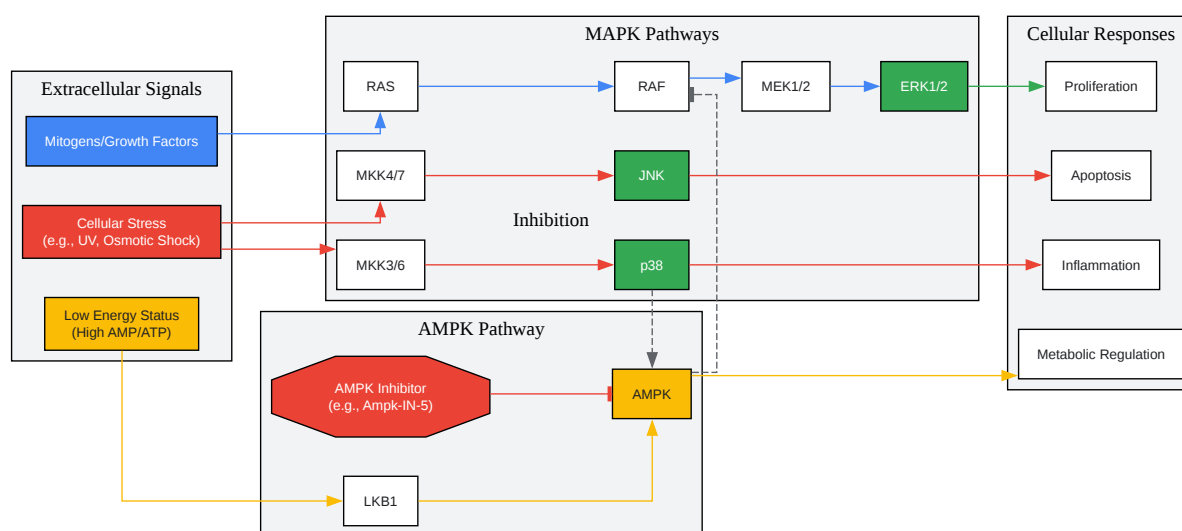 Extracellular Signals
Mitogens/Growth Factors
Cellular Stress
(e.g., UV, Osmotic Shock)
Low Energy Status
(High AMP/ATP)
MAPK Pathways
RAS
RAF
MEK1/2
ERK1/2
MKK4/7
JNK
Inhibition
MKK3/6
p38
AMPK Pathway
AMPK Inhibitor
(e.g., Ampk-IN-5)
AMPK
LKB1
Cellular Responses
Proliferation
Apoptosis
Inflammation
Metabolic Regulation